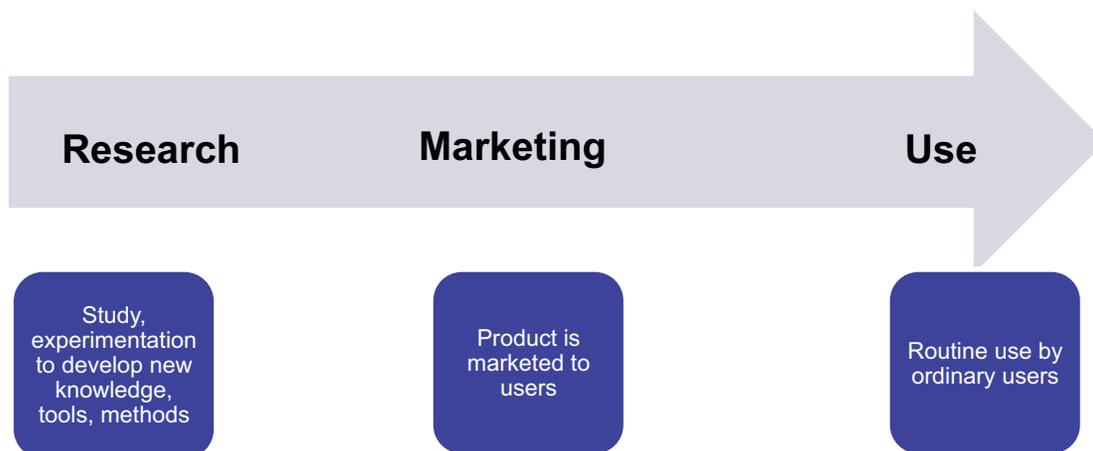 Research
Marketing
Use
Study,
experimentation
to develop new
knowledge,
tools, methods
Product is
marketed to
users
Routine use by
ordinary users